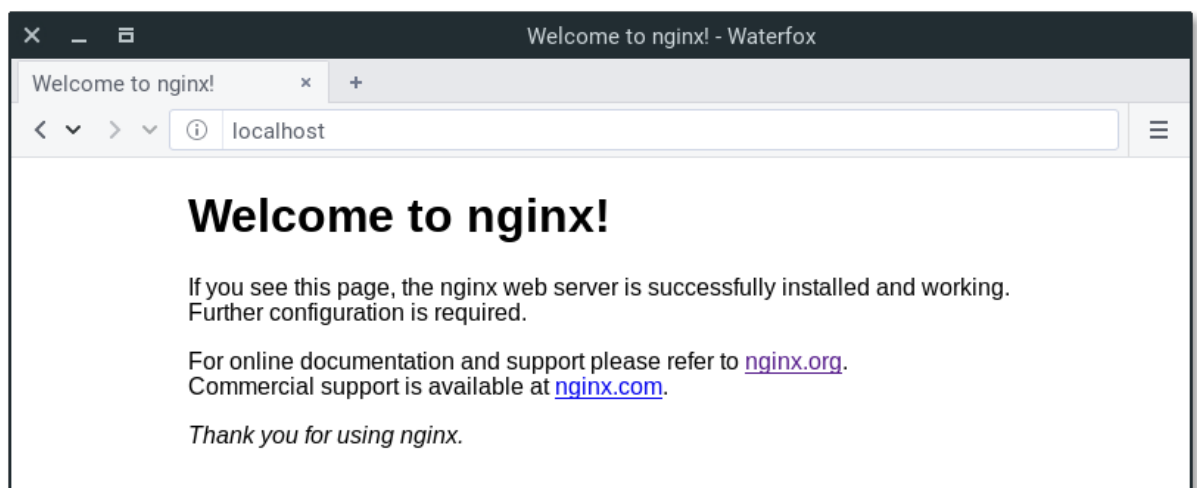 Welcome to nginx! - Waterfox
Welcome to nginx!
localhost
Welcome to nginx!
If you see this page, the nginx web server is successfully installed and working.
Further configuration is required.
For online documentation and support please refer to nginx.org.
Commercial support is available at nginx.com.
Thank you for using nginx.